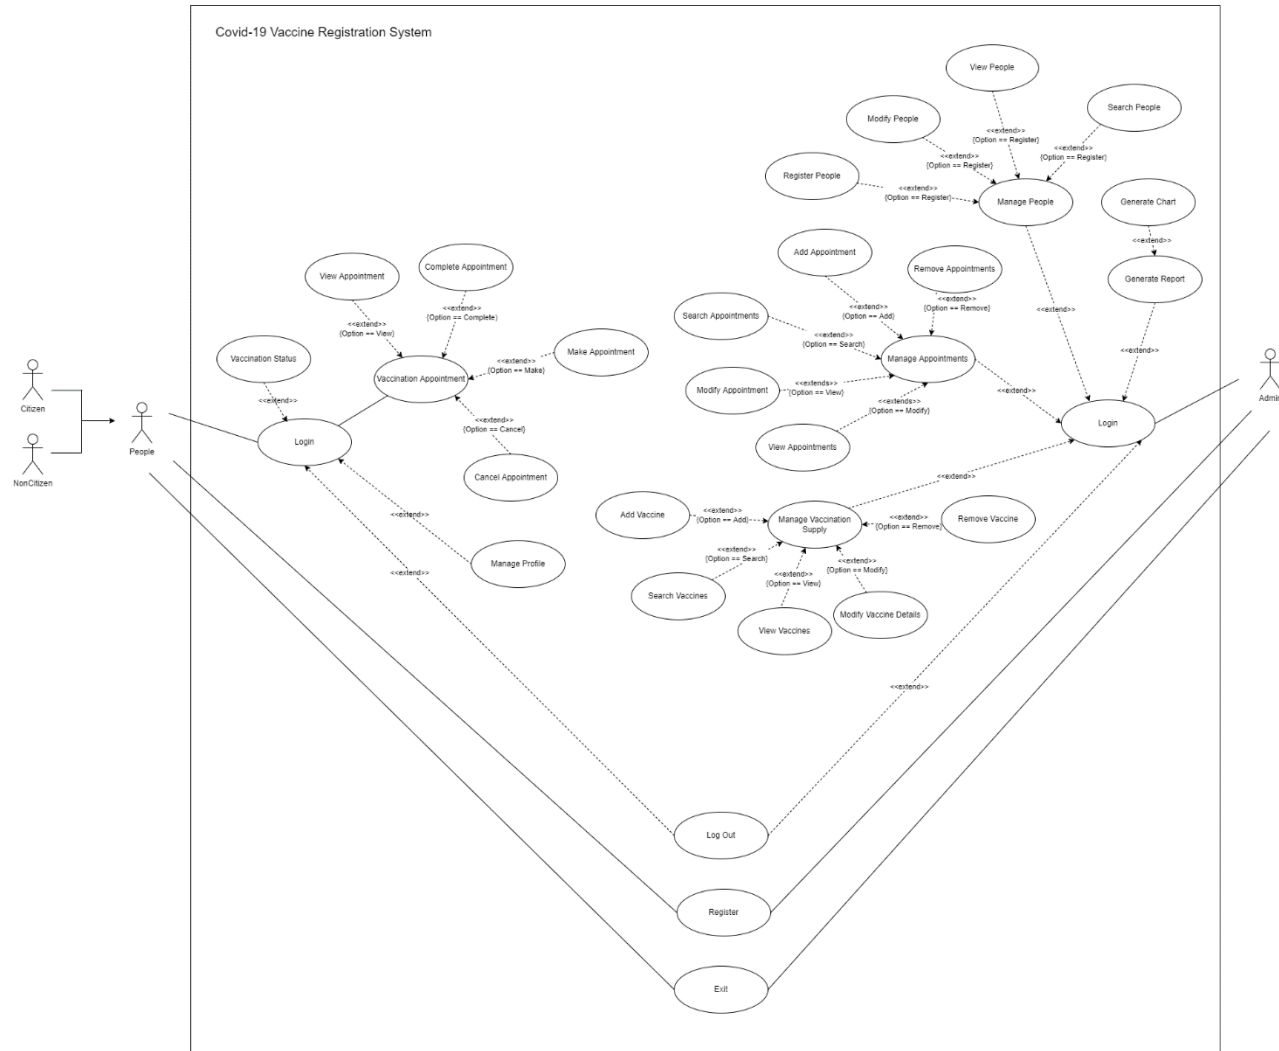 Covid-19 Vaccine Registration System
View People
Search People
Modify People
<<extend>>
{Option == Register}
<<extend>>
{Option == Register}
<<extend>>
{Option == Register}
Register People
<<extend>>
{Option == Register}
Manage People
Generate Chart
<<extend>>
Generate Report
Add Appointment
Remove Appointments
<<extend>>
{Option == Add}
<<extend>>
{Option == Remove}
Search Appointments
<<extend>>
{Option == Search}
Manage Appointments
Modify Appointment
<<extends>>
{Option == View}
<<extends>>
{Option == Modify}
View Appointments
<<extend>>
<<extend>>
<<extend>>
Login
Admin
View Appointment
Complete Appointment
<<extend>>
{Option == View}
<<extend>>
{Option == Complete}
Vaccination Status
Vaccination Appointment
<<extend>>
{Option == Make}
Make Appointment
<<extend>>
<<extend>>
{Option == Cancel}
Citizen
NonCitizen
People
Login
Cancel Appointment
<<extend>>
Manage Profile
<<extend>>
<<extend>>
Add Vaccine
<<extend>>
{Option == Add}
Manage Vaccination
Supply
<<extend>>
{Option == Remove}
Remove Vaccine
<<extend>>
{Option == Search}
<<extend>>
{Option == View}
<<extend>>
{Option == Modify}
Search Vaccines
View Vaccines
Modify Vaccine Details
<<extend>>
Log Out
Register
Exit